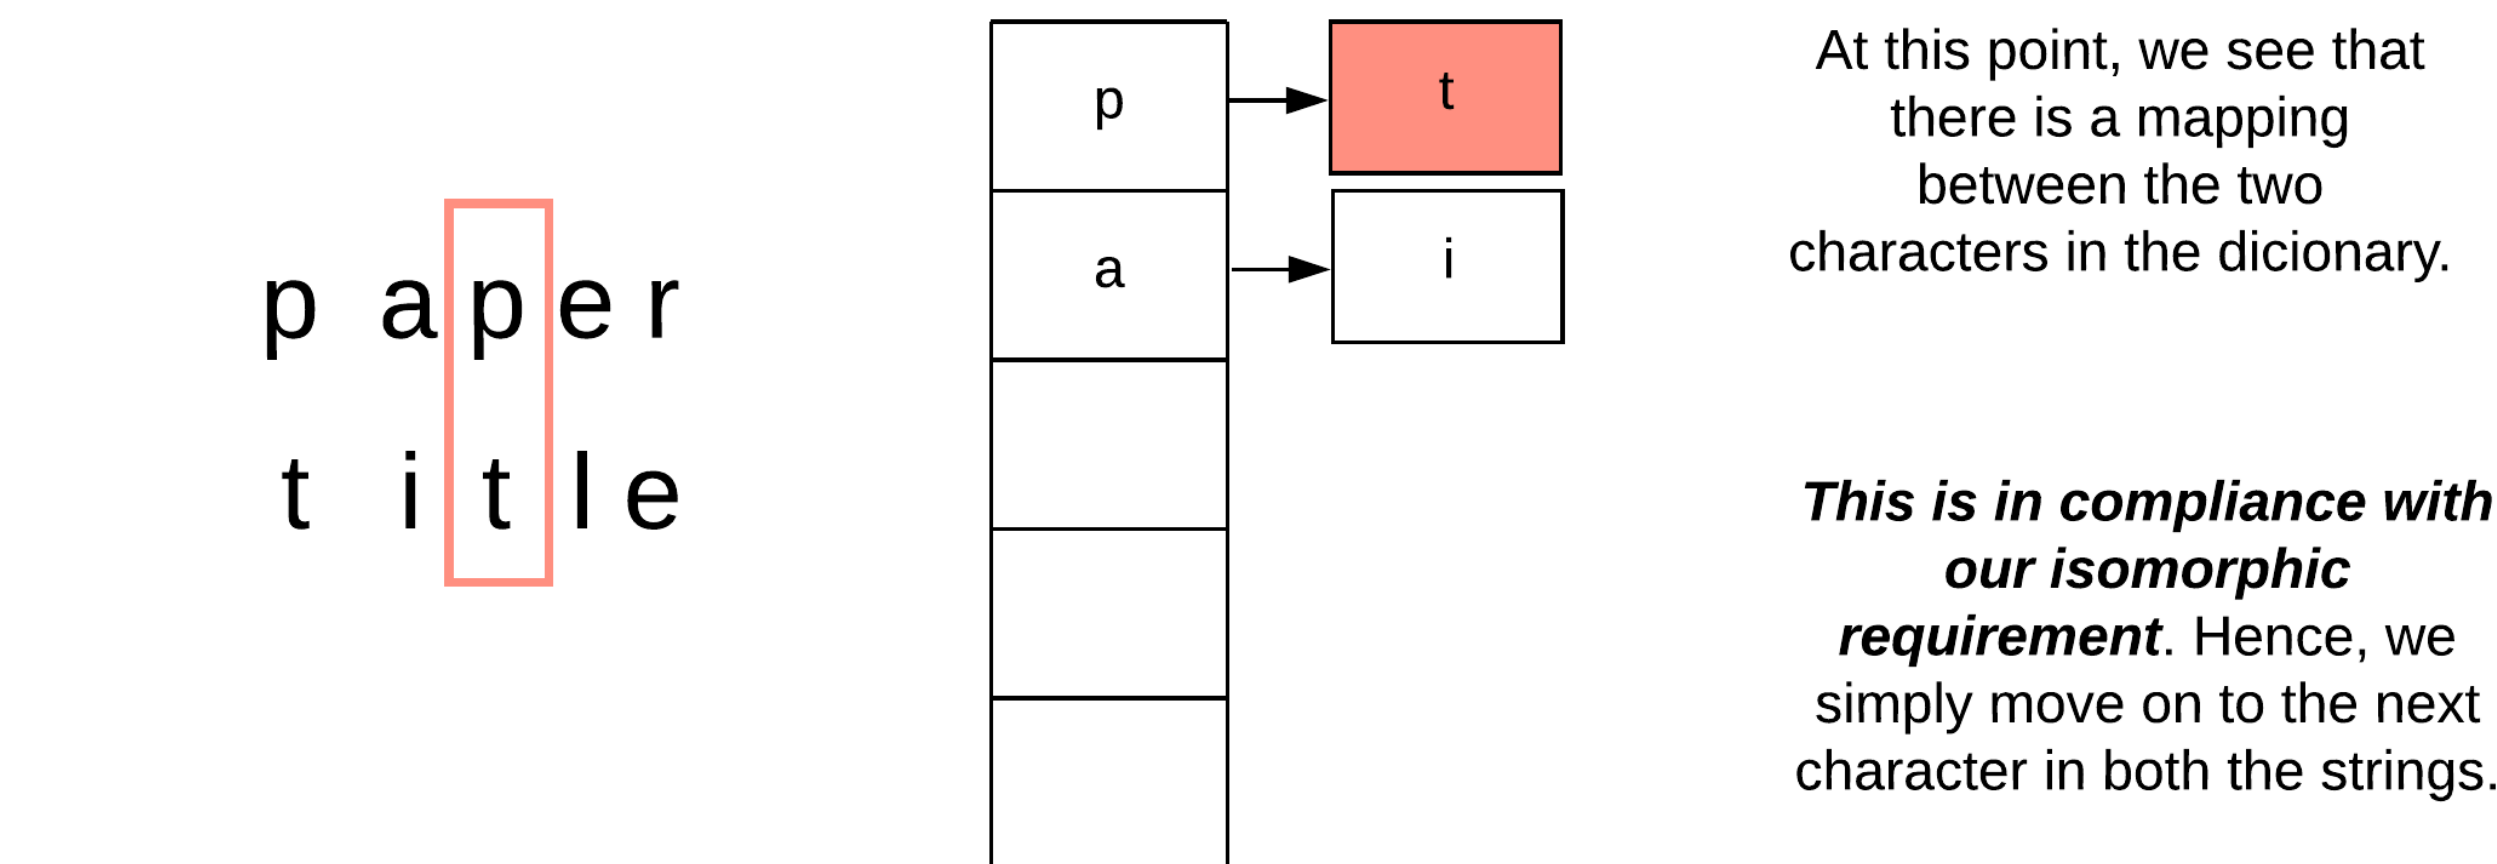 p a p e r
t i t l e
p
t
a
i
At this point, we see that
there is a mapping
between the two
characters in the dicionary.
This is in compliance with
our isomorphic
requirement. Hence, we
simply move on to the next
character in both the strings.